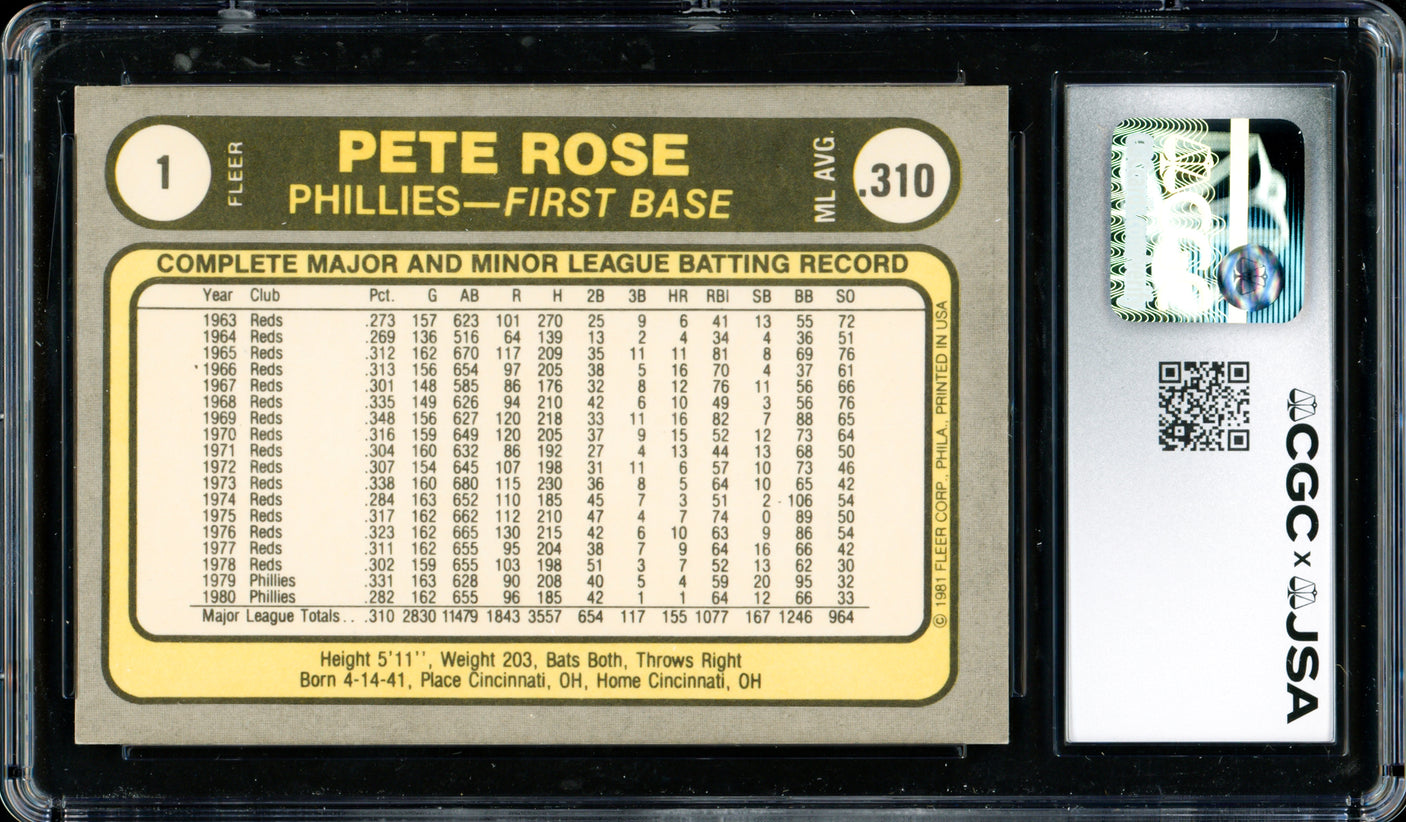 1
FLEER
PETE ROSE
PHILLIES—FIRST BASE
ML AVG.
.310
COMPLETE MAJOR AND MINOR LEAGUE BATTING RECORD
Year Club Pct. G AB R H 2B 3B HR RBI SB BB SO
1963 Reds .273 157 623 101 270 25 9 6 41 13 55 72
1964 Reds .269 136 516 64 139 13 2 4 34 4 36 51
1965 Reds .312 162 670 117 209 35 11 11 81 8 69 76
1966 Reds .313 156 654 97 205 38 5 16 70 4 37 61
1967 Reds .301 148 585 86 176 32 8 12 76 11 56 66
1968 Reds .335 149 626 94 210 42 6 10 49 3 56 76
1969 Reds .348 156 627 120 218 33 11 16 82 7 88 65
1970 Reds .316 159 649 120 205 37 9 15 52 12 73 64
1971 Reds .304 160 632 86 192 27 4 13 44 13 68 50
1972 Reds .307 154 645 107 198 31 11 6 57 10 73 46
1973 Reds .338 160 680 115 230 36 8 5 64 10 65 42
1974 Reds .284 163 652 110 185 45 7 3 51 2 106 54
1975 Reds .317 162 662 112 210 47 4 7 74 0 89 50
1976 Reds .323 162 665 130 215 42 6 10 63 9 86 54
1977 Reds .311 162 655 95 204 38 7 9 64 16 66 42
1978 Reds .302 159 655 103 198 51 3 7 52 13 62 30
1979 Phillies .331 163 628 90 208 40 5 4 59 20 95 32
1980 Phillies .282 162 655 96 185 42 1 1 64 12 66 33
Major League Totals . . .310 2830 11479 1843 3557 654 117 155 1077 167 1246 964
© 1981 FLEER CORP., PHILA., PRINTED IN USA
Height 5'11'', Weight 203, Bats Both, Throws Right
Born 4-14-41, Place Cincinnati, OH, Home Cincinnati, OH
CGC x JSA